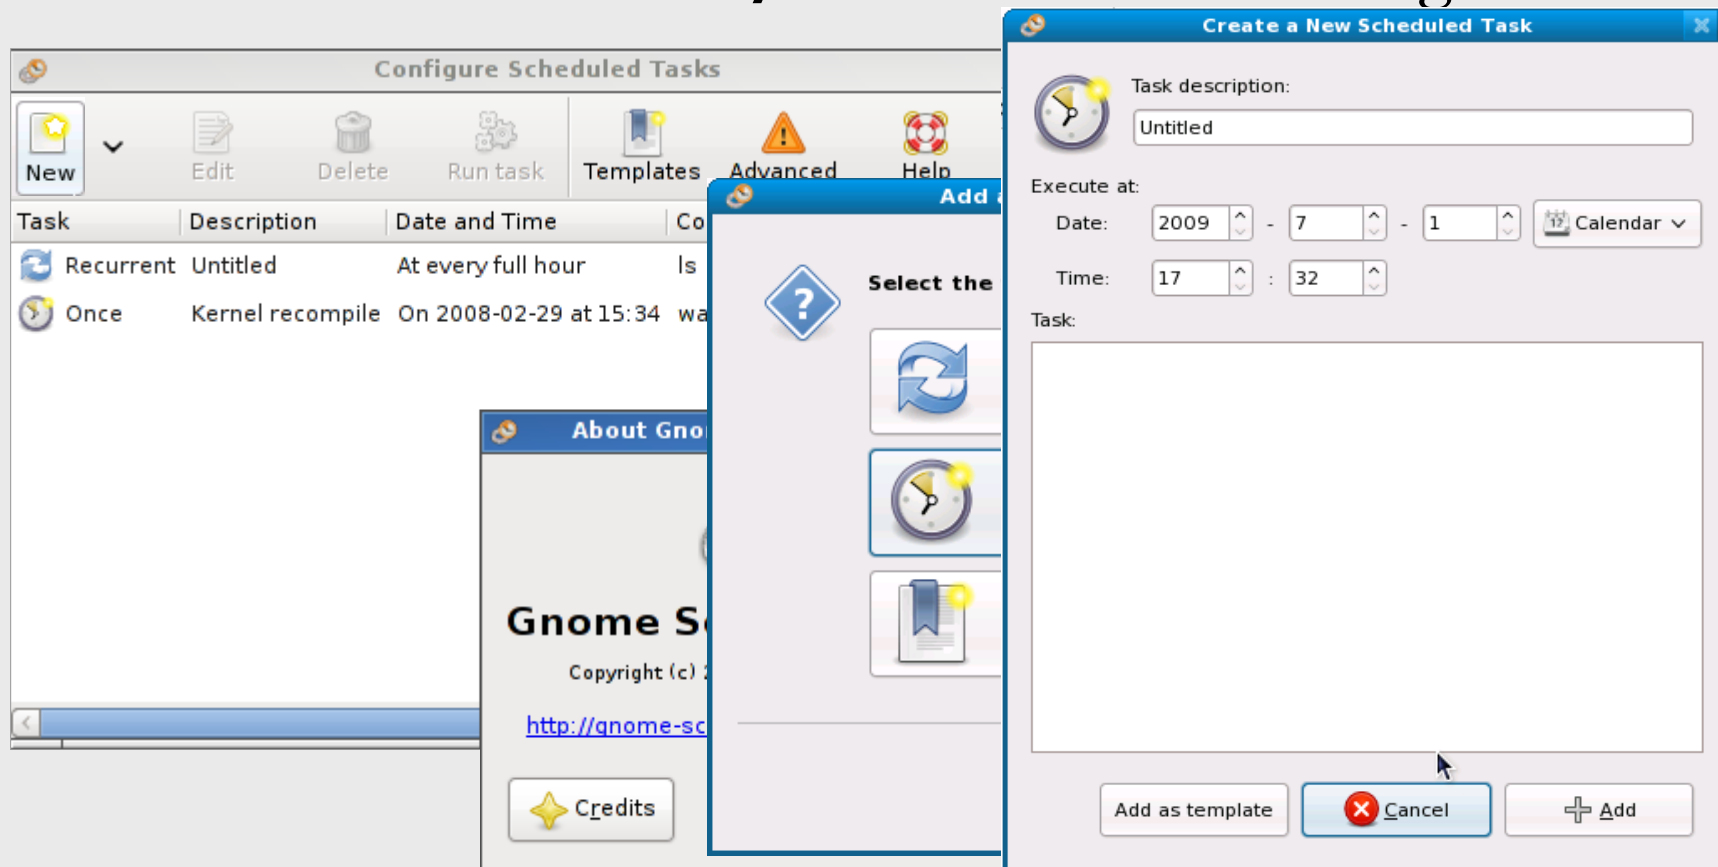 Configure Scheduled Tasks
New
Edit
Delete
Run task
Templates
Advanced
Help
Task Description Date and Time Co
Recurrent Untitled At every full hour ls
Once Kernel recompile On 2008-02-29 at 15:34 wa
About Gno
Gnome S
Copyright (c)
http://gnome-sc
Credits
Add
Select the
Create a New Scheduled Task
Task description:
Untitled
Execute at:
Date: 2009 - 7 - 1 Calendar
Time: 17 : 32
Task:
Add as template
Cancel
Add